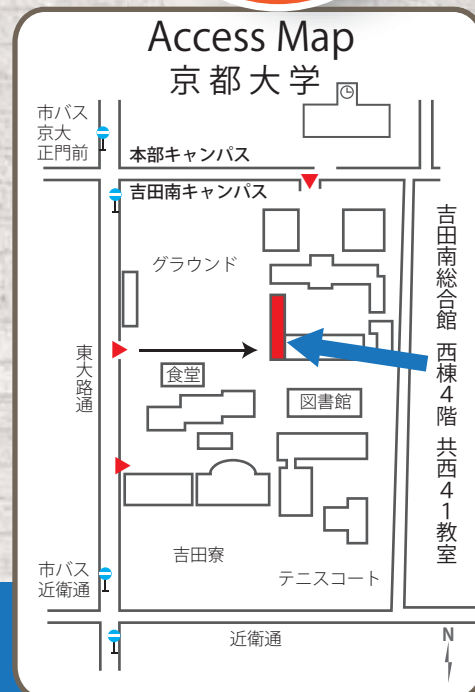 Access Map
京都大学
市バス
京大
正門前
本部キャンパス
吉田南キャンパス
グラウンド
東大路通
食堂
図書館
吉田南総合館 西棟4階 共西41教室
吉田寮
テニスコート
市バス
近衛通
近衛通
N